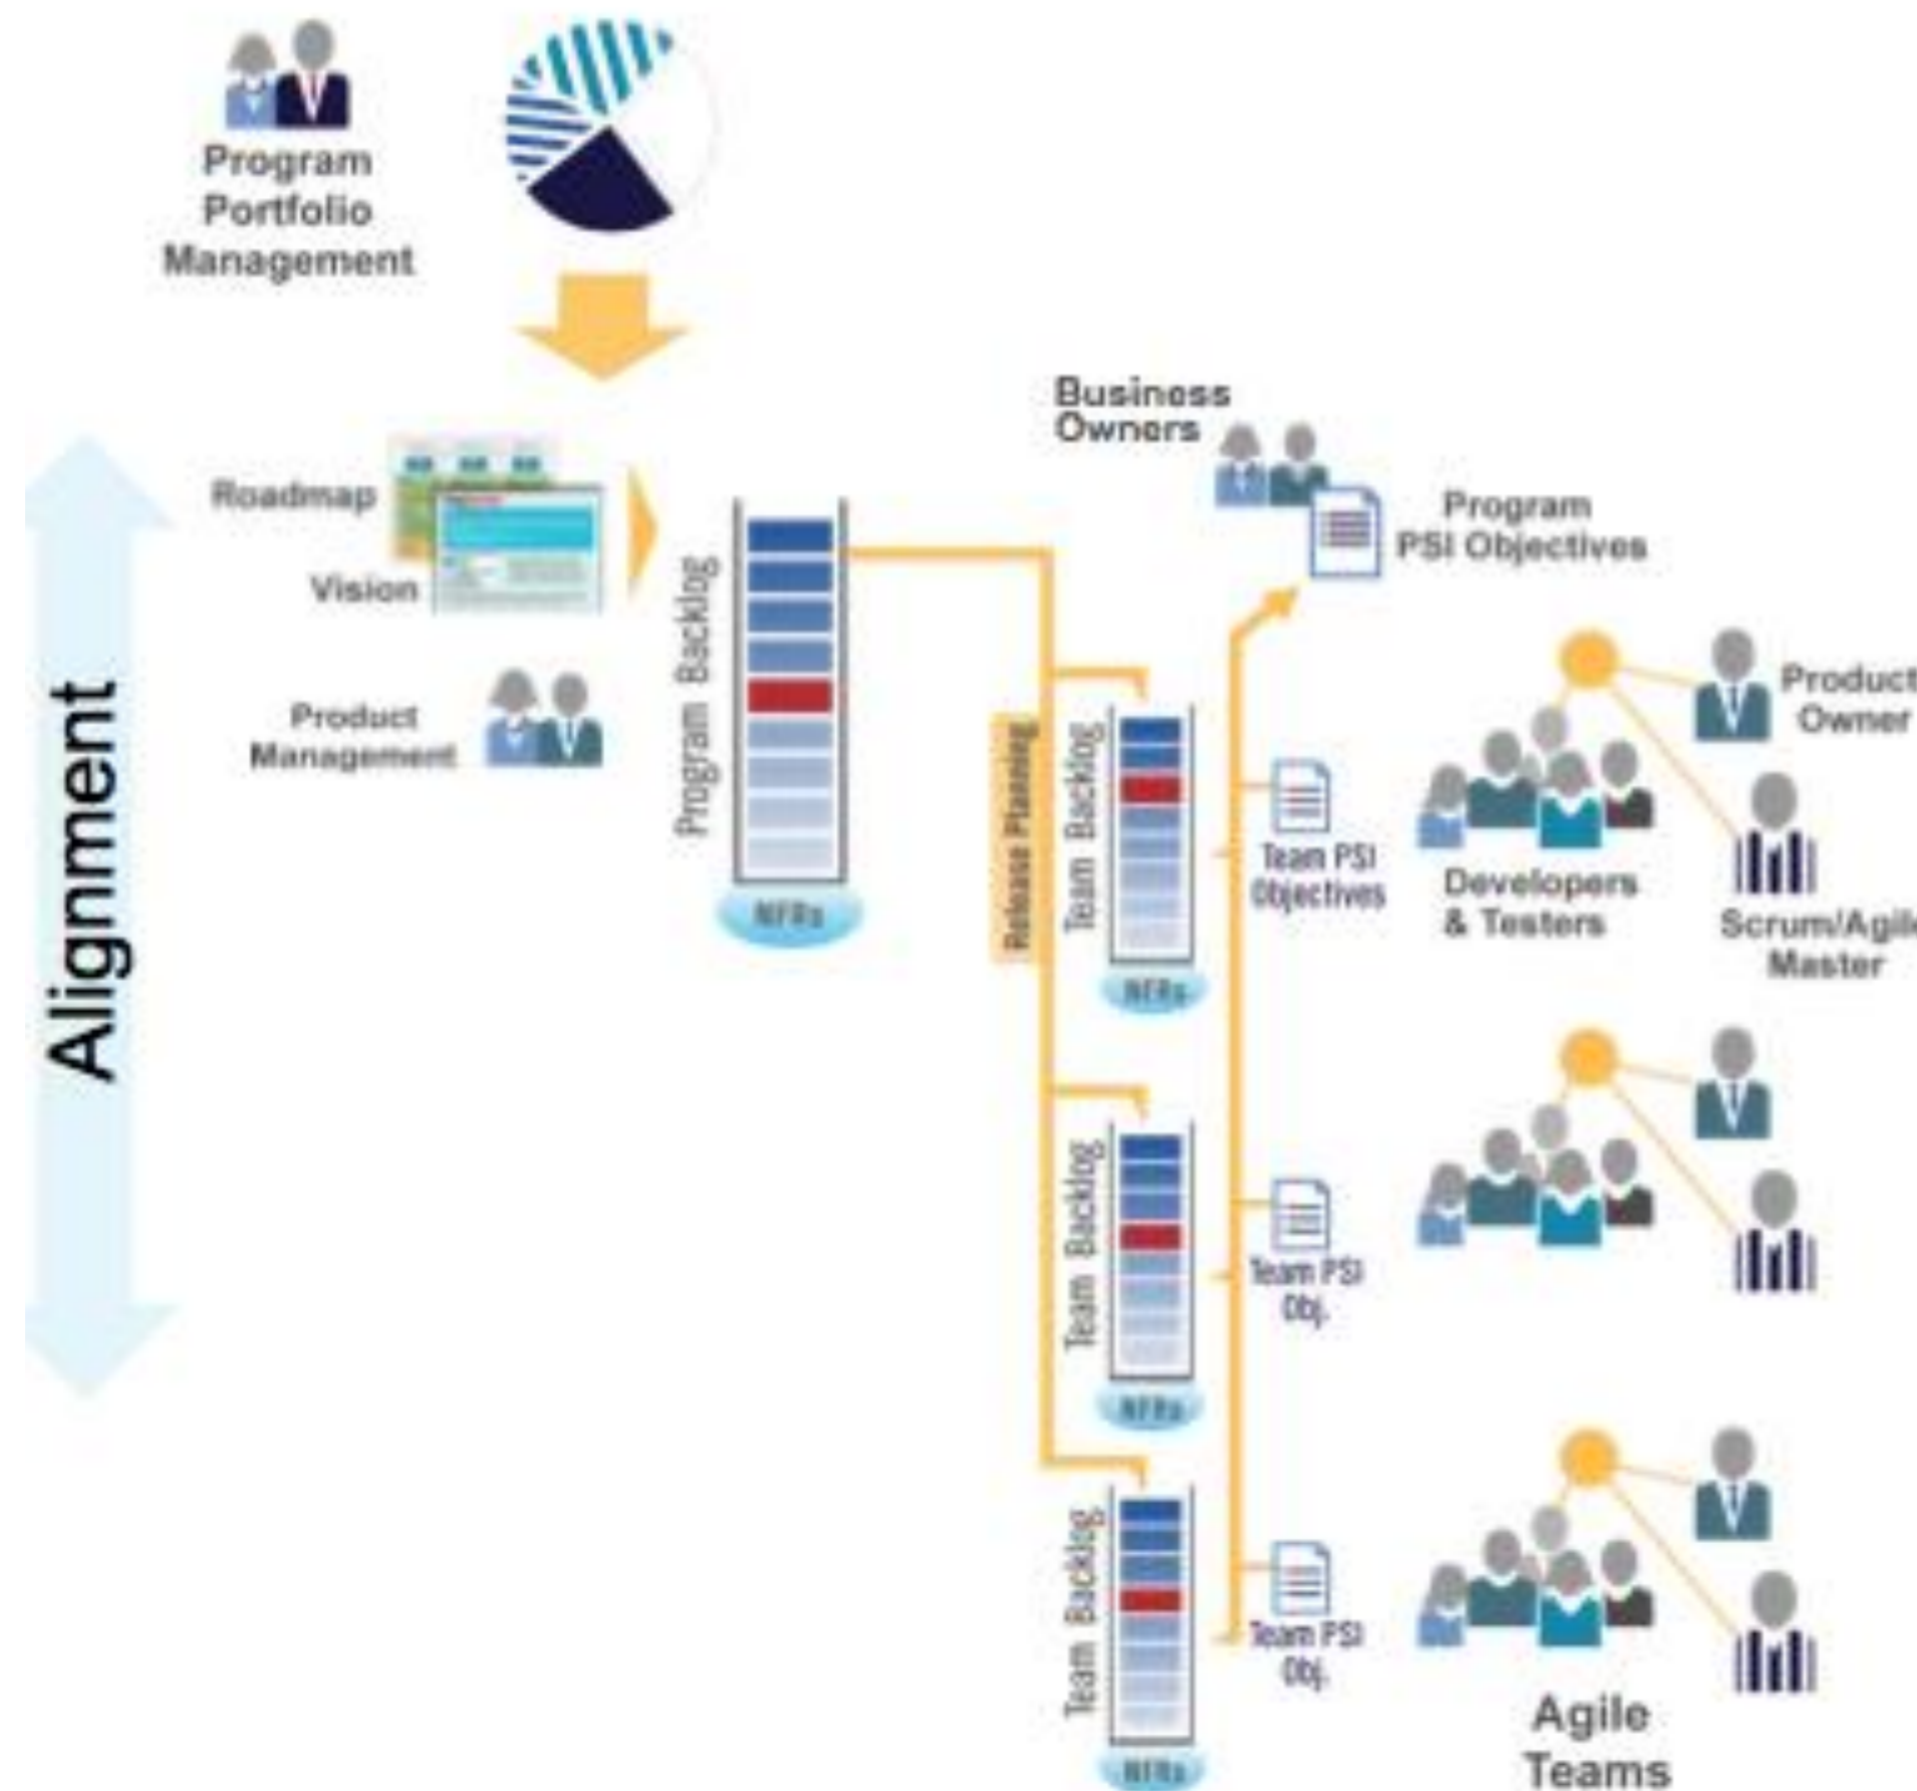 Program
Portfolio
Management
Alignment
Roadmap
Vision
Product
Management
Program Backlog
NFRs
Release Planning
Business
Owners
Program
PSI Objectives
Team Backlog
NFRs
Team PSI
Objectives
Developers
& Testers
Product
Owner
Scrum/Agile
Master
Team Backlog
NFRs
Team PSI
Obj.
Team Backlog
NFRs
Team PSI
Obj.
Agile
Teams